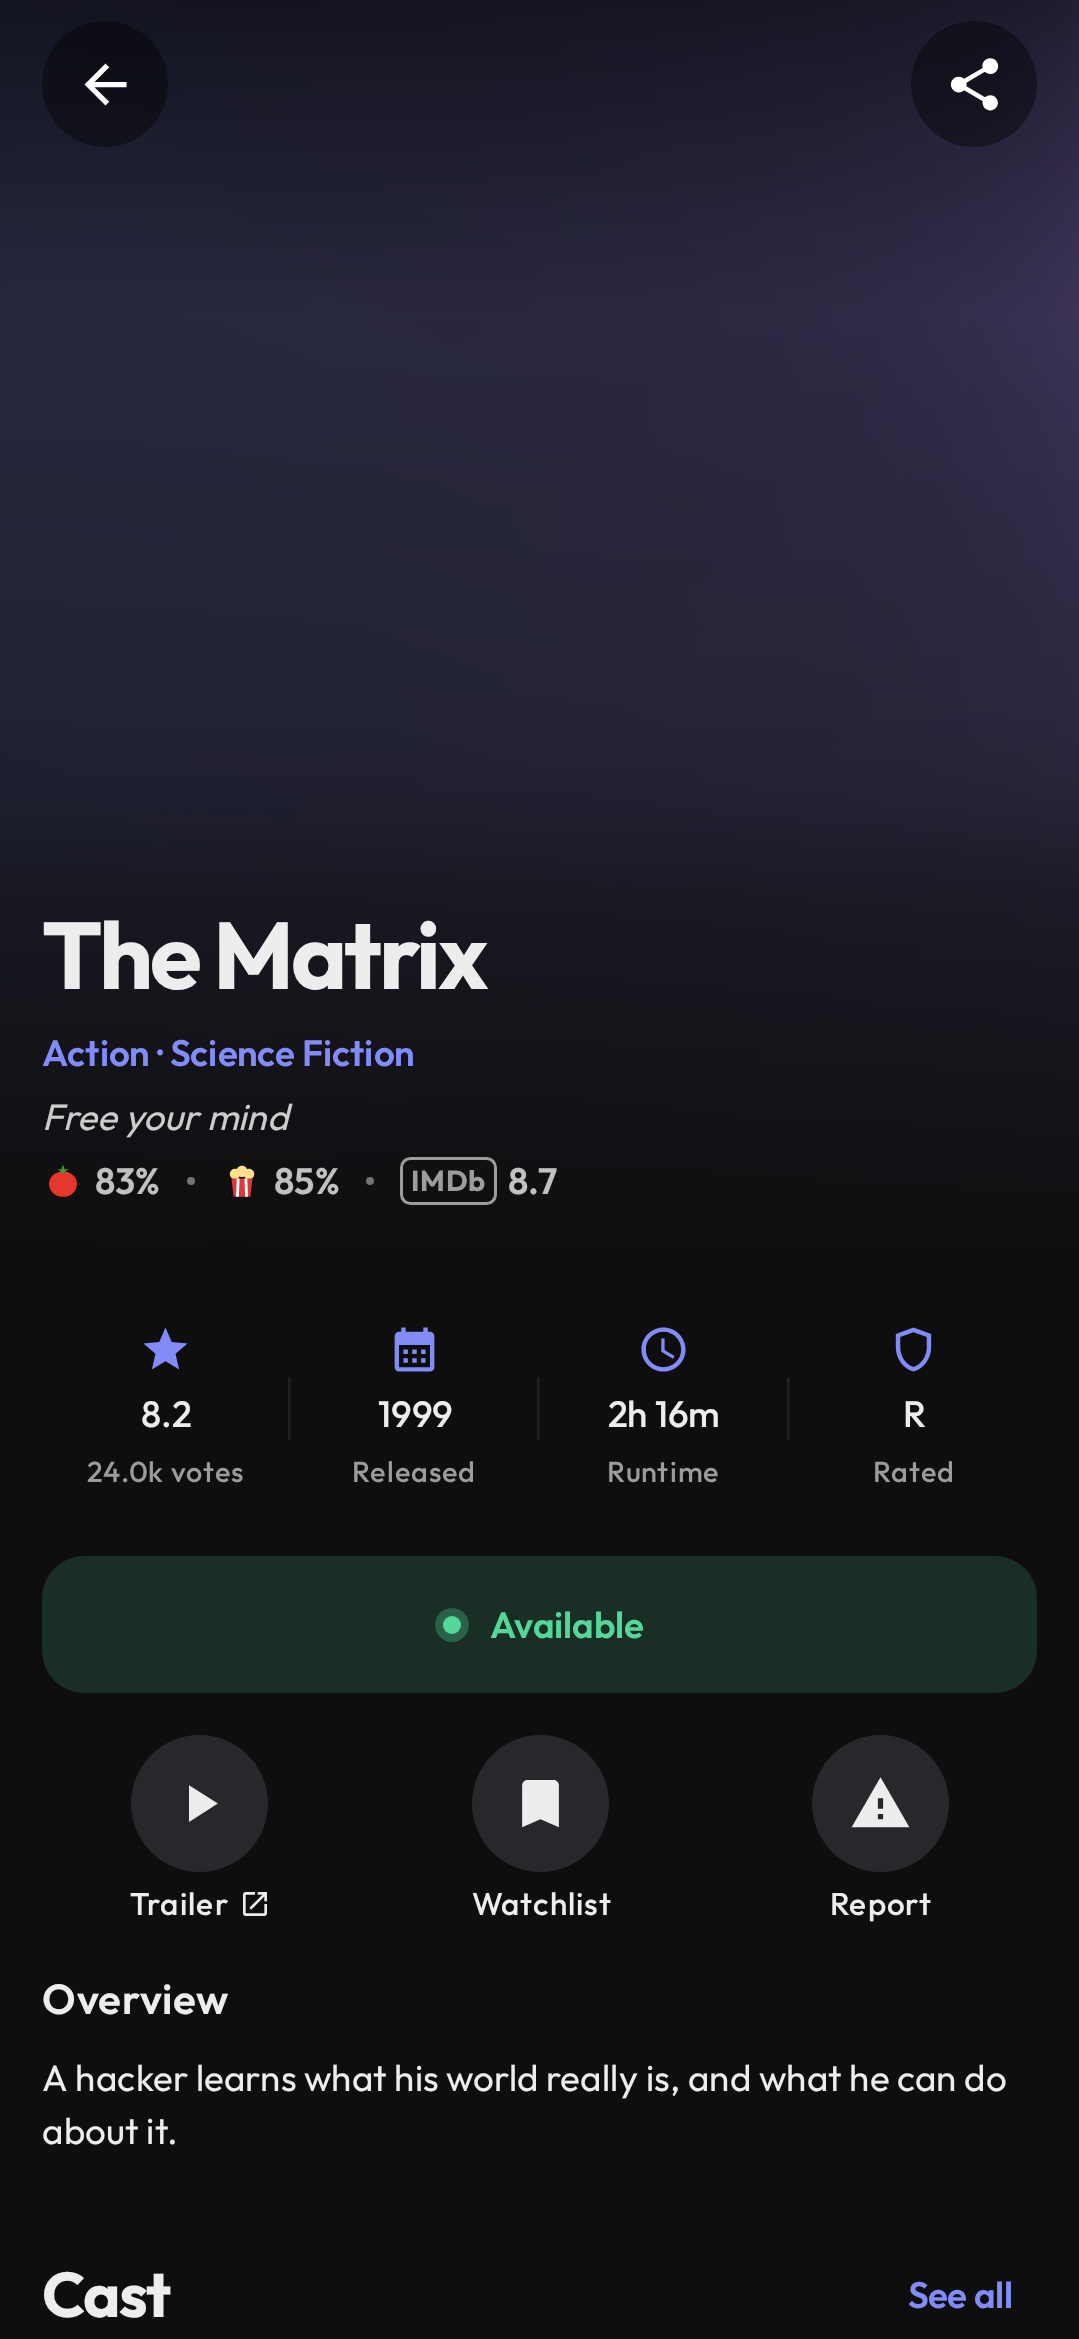 The Matrix
Action · Science Fiction
Free your mind
83% • 85% • IMDb 8.7
8.2 1999 2h 16m R
24.0k votes Released Runtime Rated
Available
Trailer Watchlist Report
Overview
A hacker learns what his world really is, and what he can do
about it.
Cast See all